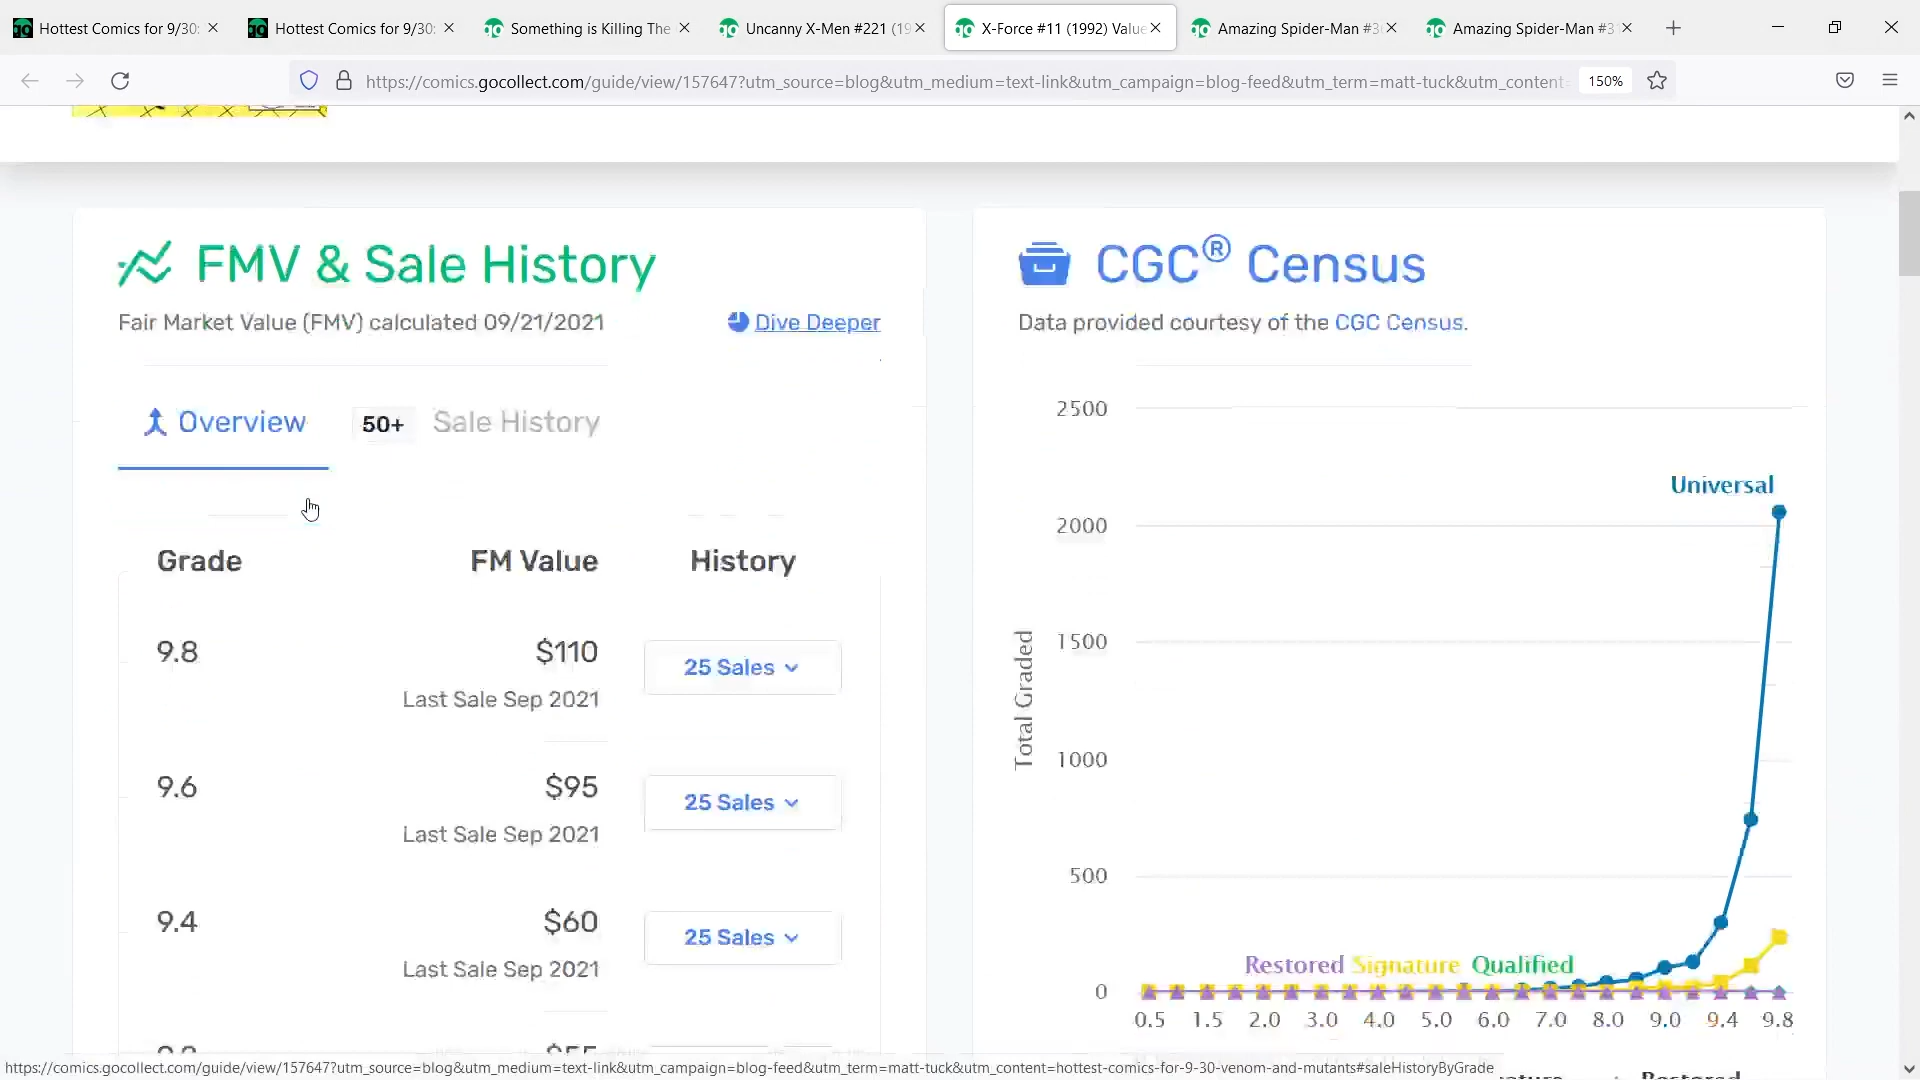 Hottest Comics for 9/30:
Hottest Comics for 9/30:
Something is Killing The
Uncanny X-Men #221 (19
X-Force #11 (1992) Value
Amazing Spider-Man #3
Amazing Spider-Man #3
https://comics.gocollect.com/guide/view/157647?utm_source=blog&utm_medium=text-link&utm_campaign=blog-feed&utm_term=matt-tuck&utm_content=
150%
FMV & Sale History
Fair Market Value (FMV) calculated 09/21/2021
Dive Deeper
Overview
50+
Sale History
Grade FM Value History
9.8 $110 25 Sales
Last Sale Sep 2021
9.6 $95 25 Sales
Last Sale Sep 2021
9.4 $60 25 Sales
Last Sale Sep 2021
CGC® Census
Data provided courtesy of the CGC Census.
2500
Universal
2000
1500
Total Graded
1000
500
Restored Signature Qualified
0
0.5 1.5 2.0 3.0 4.0 5.0 6.0 7.0 8.0 9.0 9.4 9.8
https://comics.gocollect.com/guide/view/157647?utm_source=blog&utm_medium=text-link&utm_campaign=blog-feed&utm_term=matt-tuck&utm_content=hottest-comics-for-9-30-venom-and-mutants#saleHistoryByGrade